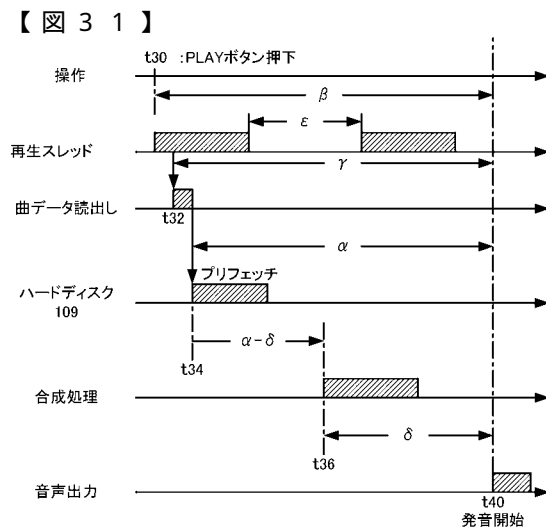 【図３１】
t30 :PLAYボタン押下
操作
β
ε
再生スレッド
γ
曲データ読出し
t32
α
プリフェッチ
ハードディスク
109
α-δ
t34
合成処理
δ
t36
音声出力
t40
発音開始